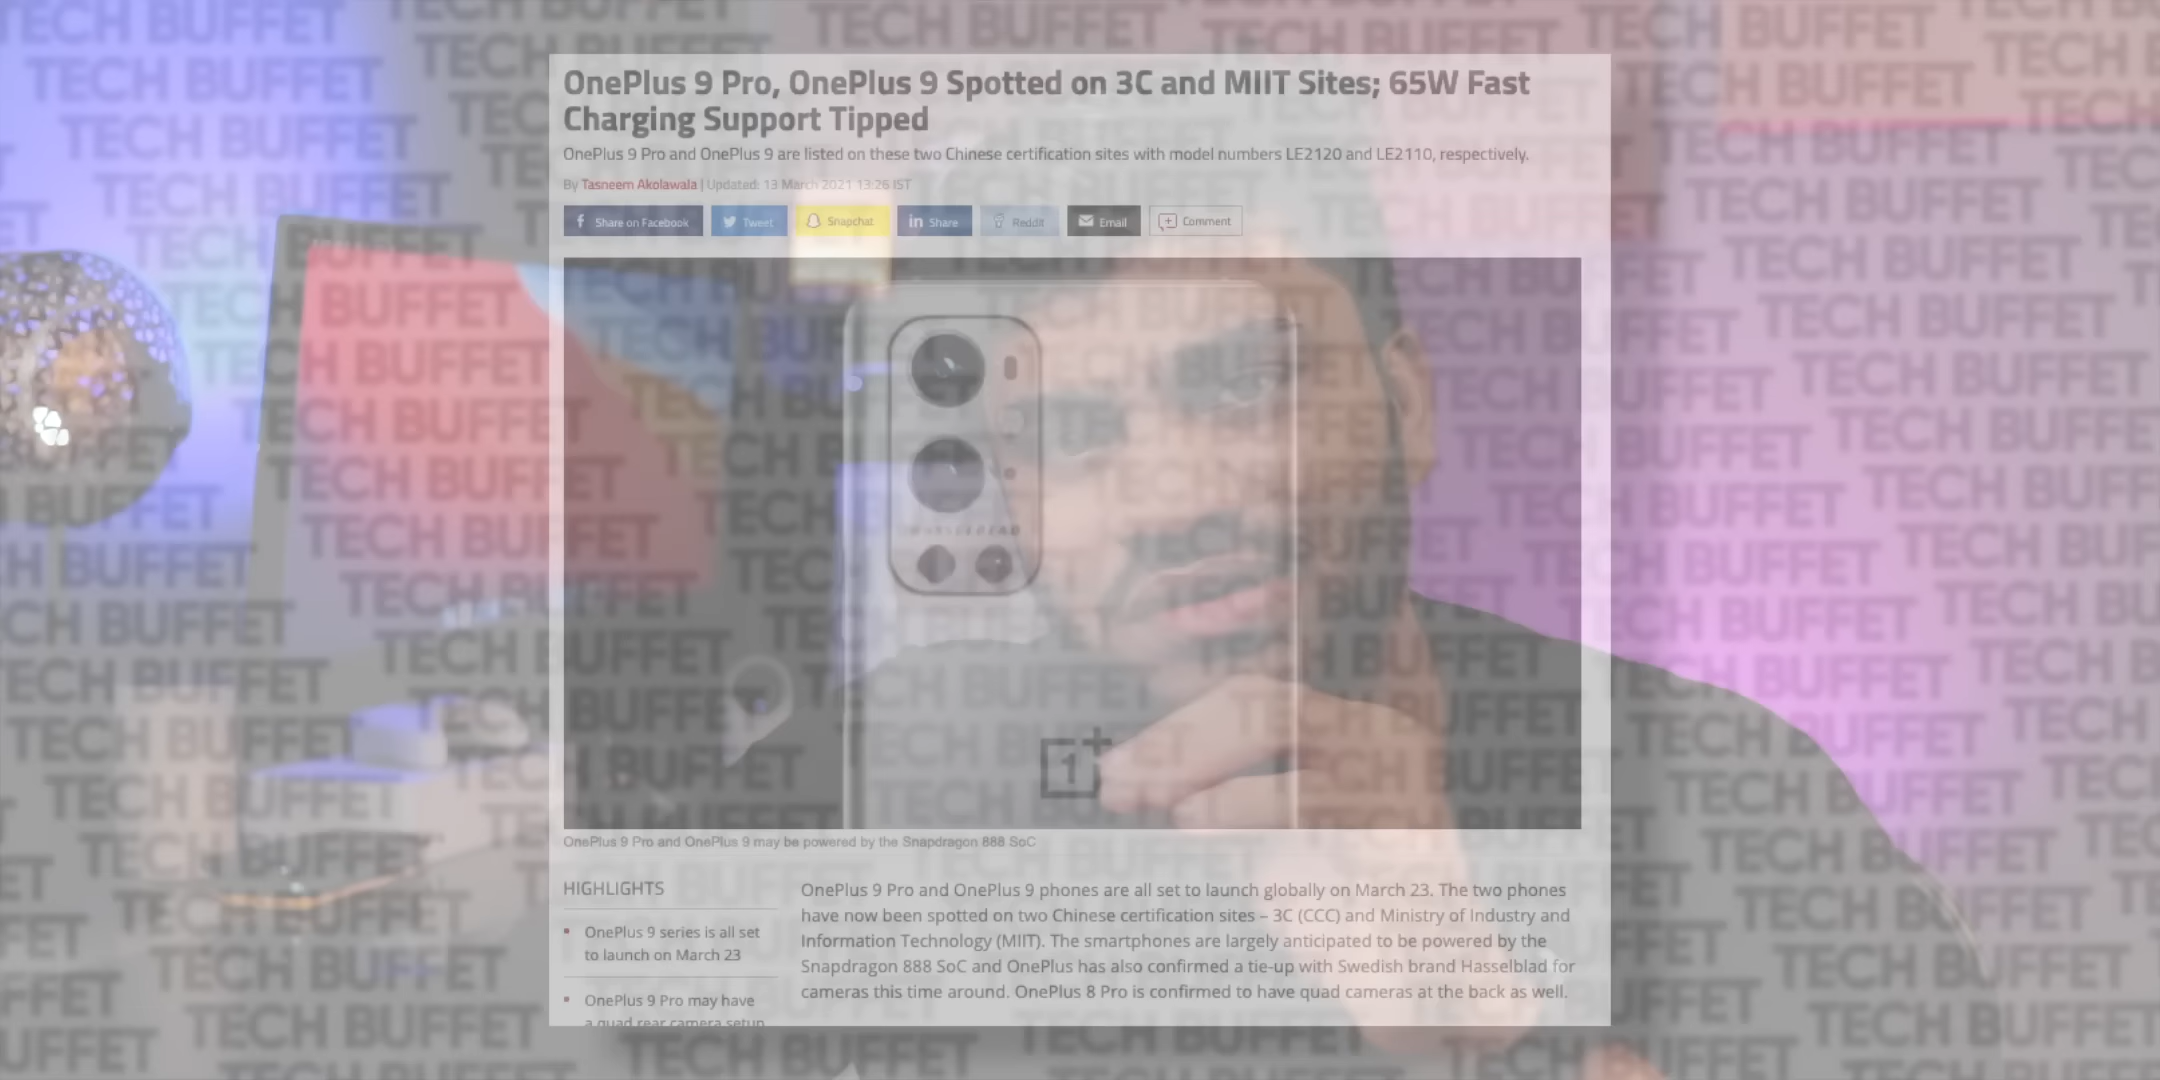 TECH BUFFET
OnePlus 9 Pro, OnePlus 9 Spotted on 3C and MIIT Sites; 65W Fast
Charging Support Tipped
OnePlus 9 Pro and OnePlus 9 are listed on these two Chinese certification sites with model numbers LE2120 and LE2110, respectively.
By Tasneem Akolawala | Updated: 13 March 2021 13:26 IST
Share on Facebook Tweet Snapchat in Share Reddit Email Comment
HASSELBLAD
1+
OnePlus 9 Pro and OnePlus 9 may be powered by the Snapdragon 888 SoC
HIGHLIGHTS
OnePlus 9 series is all set
to launch on March 23
OnePlus 9 Pro may have
a quad rear camera setup
OnePlus 9 Pro and OnePlus 9 phones are all set to launch globally on March 23. The two phones
have now been spotted on two Chinese certification sites – 3C (CCC) and Ministry of Industry and
Information Technology (MIIT). The smartphones are largely anticipated to be powered by the
Snapdragon 888 SoC and OnePlus has also confirmed a tie-up with Swedish brand Hasselblad for
cameras this time around. OnePlus 8 Pro is confirmed to have quad cameras at the back as well.